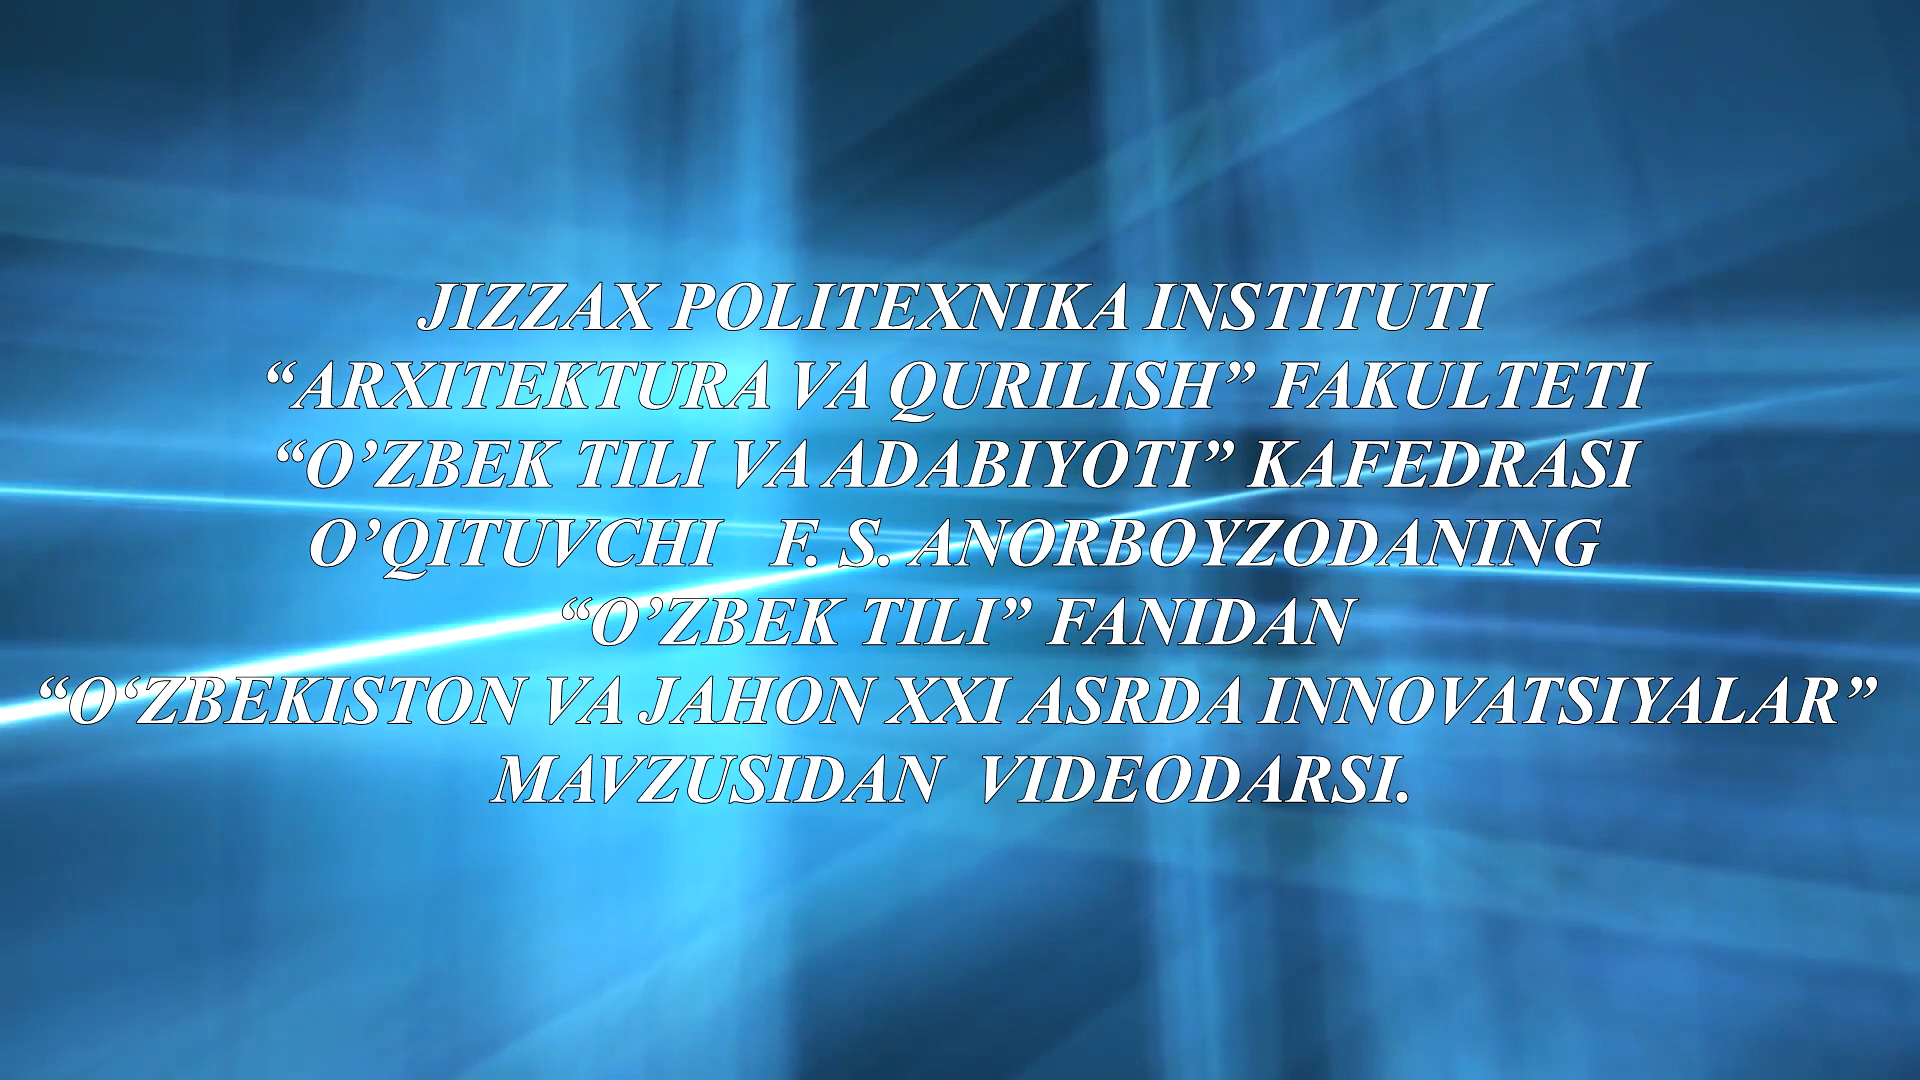 JIZZAX POLITEXNIKA INSTITUTI
“ARXITEKTURA VA QURILISH” FAKULTETI
“O’ZBEK TILI VA ADABIYOTI” KAFEDRASI
O’QITUVCHI F. S. ANORBOYZODANING
“O’ZBEK TILI” FANIDAN
“O‘ZBEKISTON VA JAHON XXI ASRDA INNOVATSIYALAR”
MAVZUSIDAN VIDEODARSI.